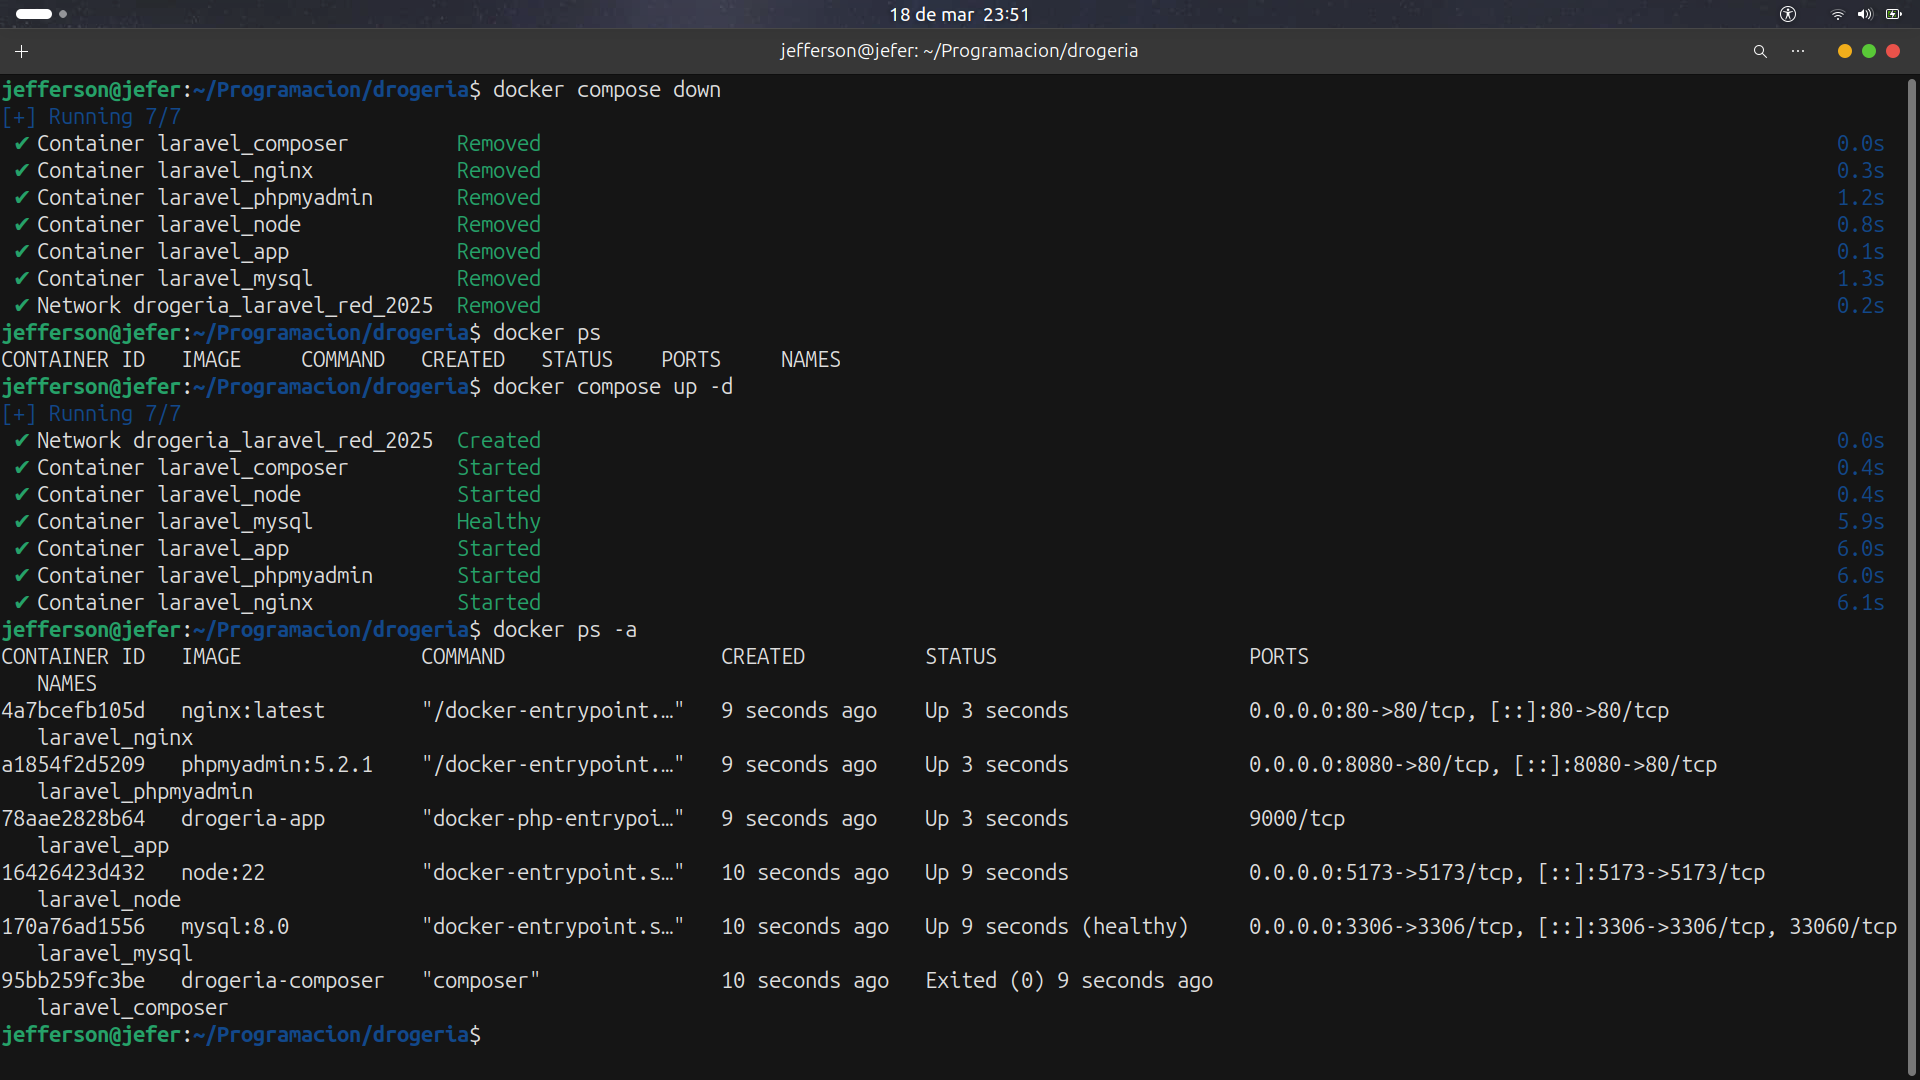 18 de mar 23:51
jefferson@jefer: ~/Programacion/drogeria
jefferson@jefer:~/Programacion/drogeria$ docker compose down
[+] Running 7/7
✔ Container laravel_composer Removed 0.0s
✔ Container laravel_nginx Removed 0.3s
✔ Container laravel_phpmyadmin Removed 1.2s
✔ Container laravel_node Removed 0.8s
✔ Container laravel_app Removed 0.1s
✔ Container laravel_mysql Removed 1.3s
✔ Network drogeria_laravel_red_2025 Removed 0.2s
jefferson@jefer:~/Programacion/drogeria$ docker ps
CONTAINER ID IMAGE COMMAND CREATED STATUS PORTS NAMES
jefferson@jefer:~/Programacion/drogeria$ docker compose up -d
[+] Running 7/7
✔ Network drogeria_laravel_red_2025 Created 0.0s
✔ Container laravel_composer Started 0.4s
✔ Container laravel_node Started 0.4s
✔ Container laravel_mysql Healthy 5.9s
✔ Container laravel_app Started 6.0s
✔ Container laravel_phpmyadmin Started 6.0s
✔ Container laravel_nginx Started 6.1s
jefferson@jefer:~/Programacion/drogeria$ docker ps -a
CONTAINER ID IMAGE COMMAND CREATED STATUS PORTS
NAMES
4a7bcefb105d nginx:latest "/docker-entrypoint.…" 9 seconds ago Up 3 seconds 0.0.0.0:80->80/tcp, [::]:80->80/tcp
laravel_nginx
a1854f2d5209 phpmyadmin:5.2.1 "/docker-entrypoint.…" 9 seconds ago Up 3 seconds 0.0.0.0:8080->80/tcp, [::]:8080->80/tcp
laravel_phpmyadmin
78aae2828b64 drogeria-app "docker-php-entrypoi…" 9 seconds ago Up 3 seconds 9000/tcp
laravel_app
16426423d432 node:22 "docker-entrypoint.s…" 10 seconds ago Up 9 seconds 0.0.0.0:5173->5173/tcp, [::]:5173->5173/tcp
laravel_node
170a76ad1556 mysql:8.0 "docker-entrypoint.s…" 10 seconds ago Up 9 seconds (healthy) 0.0.0.0:3306->3306/tcp, [::]:3306->3306/tcp, 33060/tcp
laravel_mysql
95bb259fc3be drogeria-composer "composer" 10 seconds ago Exited (0) 9 seconds ago
laravel_composer
jefferson@jefer:~/Programacion/drogeria$